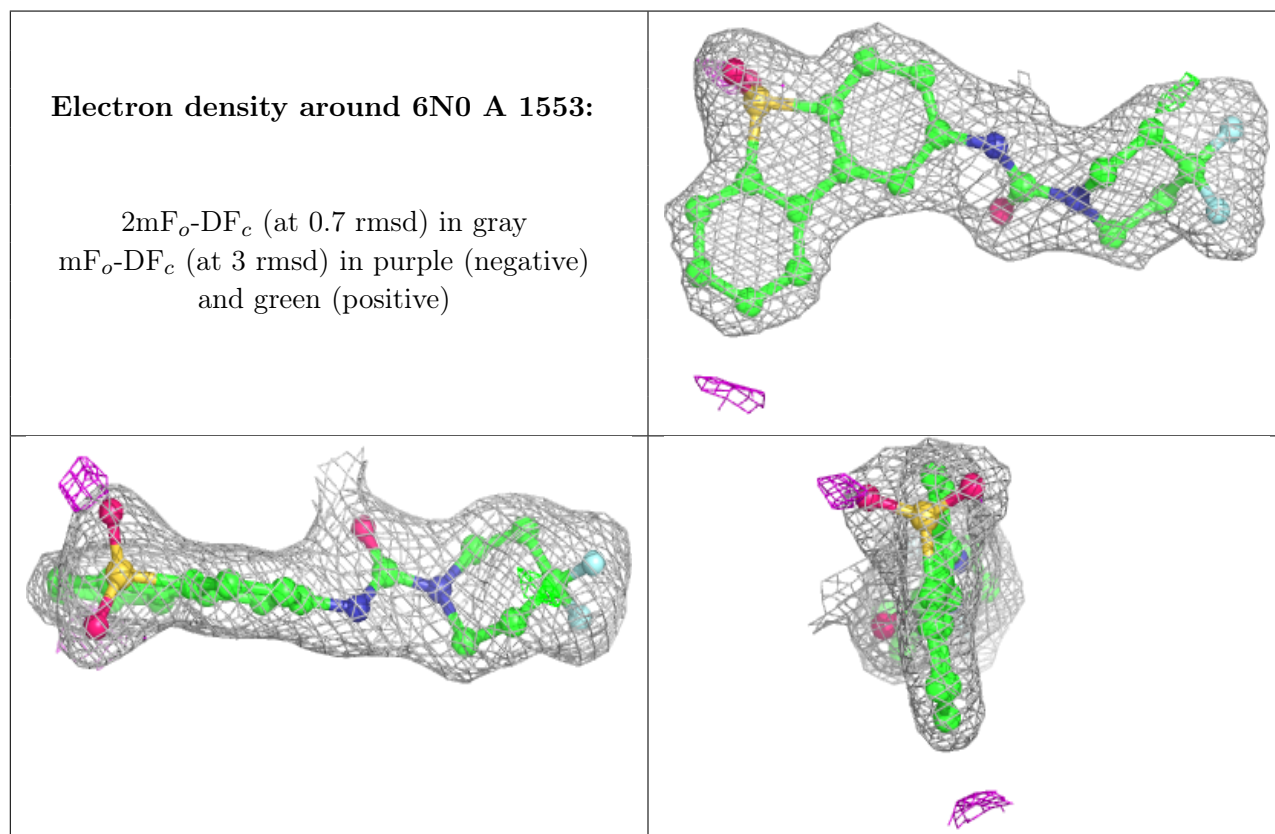 Electron density around 6N0 A 1553:
2mFo-DFc (at 0.7 rmsd) in gray
mFo-DFc (at 3 rmsd) in purple (negative)
and green (positive)